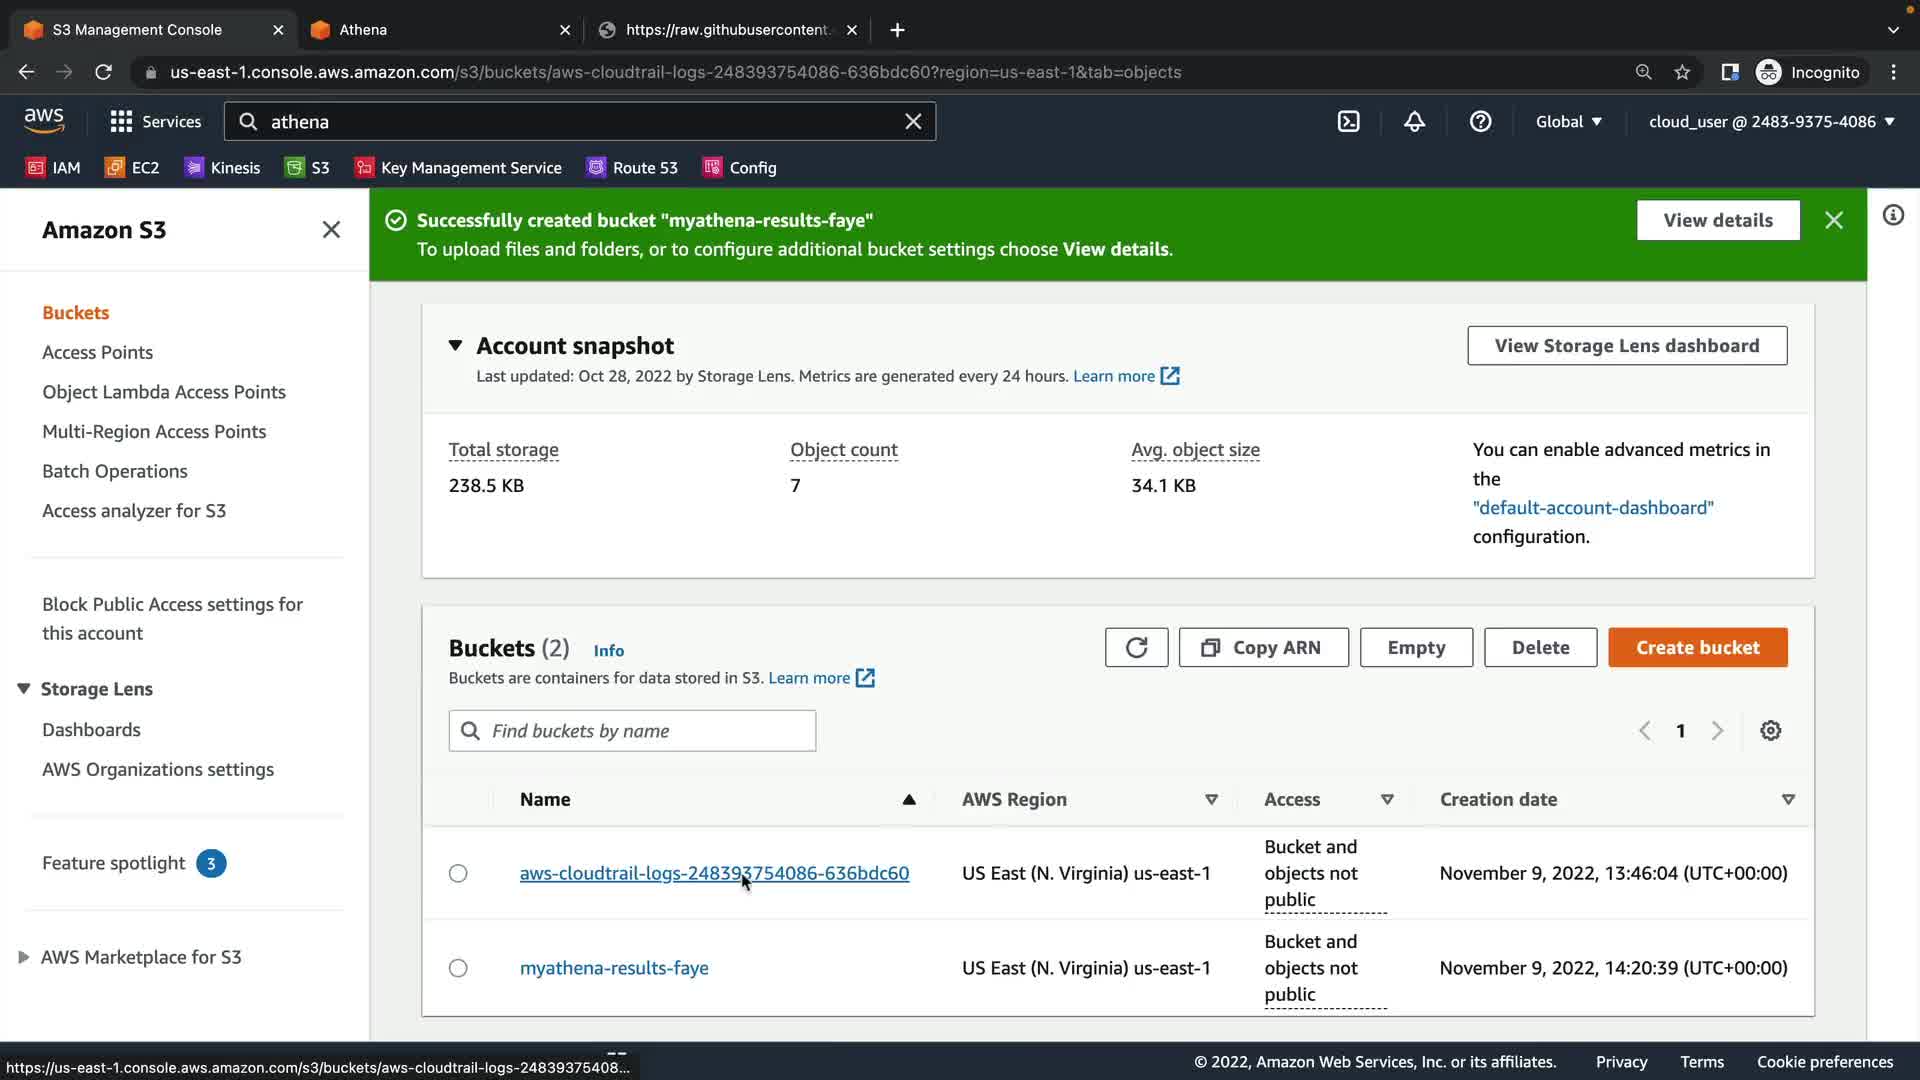 S3 Management Console
Athena
https://raw.githubusercontent.
us-east-1.console.aws.amazon.com/s3/buckets/aws-cloudtrail-logs-248393754086-636bdc60?region=us-east-1&tab=objects
Incognito
aws
Services
athena
Global
cloud_user @ 2483-9375-4086
IAM
EC2
Kinesis
S3
Key Management Service
Route 53
Config
Amazon S3
Buckets
Access Points
Object Lambda Access Points
Multi-Region Access Points
Batch Operations
Access analyzer for S3
Block Public Access settings for
this account
Storage Lens
Dashboards
AWS Organizations settings
Feature spotlight 3
AWS Marketplace for S3
Successfully created bucket "myathena-results-faye"
To upload files and folders, or to configure additional bucket settings choose View details.
View details
Account snapshot
Last updated: Oct 28, 2022 by Storage Lens. Metrics are generated every 24 hours. Learn more
View Storage Lens dashboard
Total storage
238.5 KB
Object count
7
Avg. object size
34.1 KB
You can enable advanced metrics in
the
"default-account-dashboard"
configuration.
Buckets (2) Info
Buckets are containers for data stored in S3. Learn more
Copy ARN
Empty
Delete
Create bucket
Find buckets by name
1
Name
AWS Region
Access
Creation date
aws-cloudtrail-logs-248393754086-636bdc60
US East (N. Virginia) us-east-1
Bucket and
objects not
public
November 9, 2022, 13:46:04 (UTC+00:00)
myathena-results-faye
US East (N. Virginia) us-east-1
Bucket and
objects not
public
November 9, 2022, 14:20:39 (UTC+00:00)
https://us-east-1.console.aws.amazon.com/s3/buckets/aws-cloudtrail-logs-24839375408...
© 2022, Amazon Web Services, Inc. or its affiliates.
Privacy
Terms
Cookie preferences